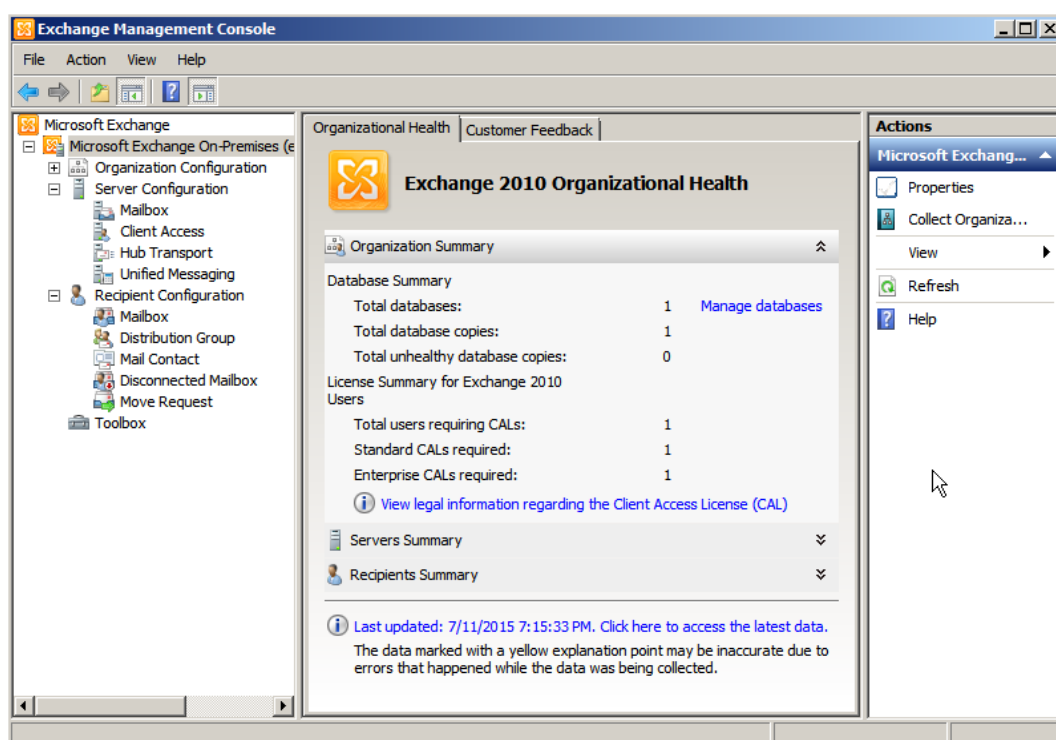 Exchange Management Console
File Action View Help
Microsoft Exchange
Microsoft Exchange On-Premises (e
Organization Configuration
Server Configuration
Mailbox
Client Access
Hub Transport
Unified Messaging
Recipient Configuration
Mailbox
Distribution Group
Mail Contact
Disconnected Mailbox
Move Request
Toolbox
Organizational Health Customer Feedback
Exchange 2010 Organizational Health
Organization Summary
Database Summary
Total databases: 1 Manage databases
Total database copies: 1
Total unhealthy database copies: 0
License Summary for Exchange 2010
Users
Total users requiring CALs: 1
Standard CALs required: 1
Enterprise CALs required: 1
View legal information regarding the Client Access License (CAL)
Servers Summary
Recipients Summary
Last updated: 7/11/2015 7:15:33 PM. Click here to access the latest data.
The data marked with a yellow explanation point may be inaccurate due to
errors that happened while the data was being collected.
Actions
Microsoft Exchang...
Properties
Collect Organiza...
View
Refresh
Help